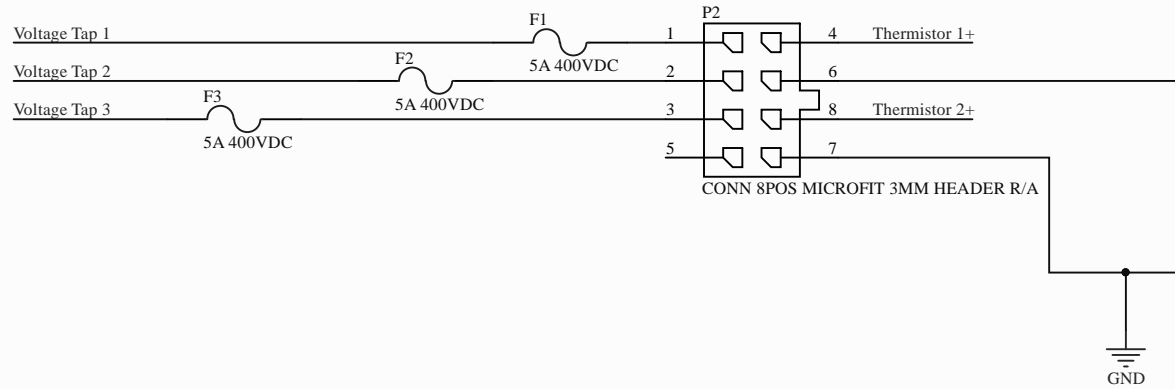 P2
F1
Voltage Tap 1
1
4
Thermistor 1+
5A 400VDC
F2
Voltage Tap 2
2
6
5A 400VDC
F3
Voltage Tap 3
3
8
Thermistor 2+
5A 400VDC
5
7
CONN 8POS MICROFIT 3MM HEADER R/A
GND